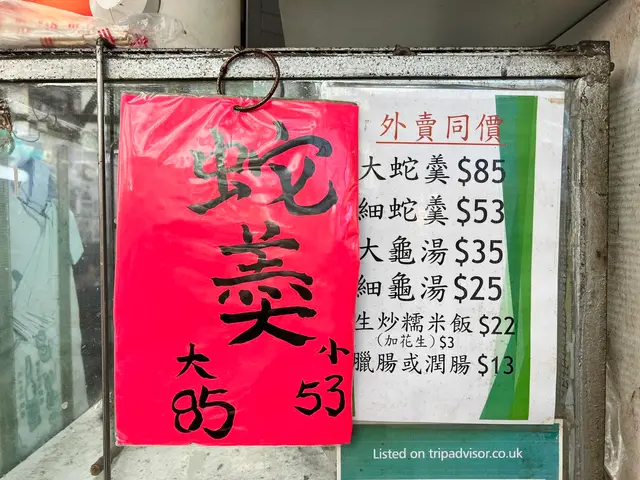 蛇
羹
大
85
小
53
外賣同價
大蛇羹 $85
細蛇羹 $53
大龜湯 $35
細龜湯 $25
生炒糯米飯 $22
(加花生) $3
臘腸或潤腸 $13
Listed on tripadvisor.co.uk